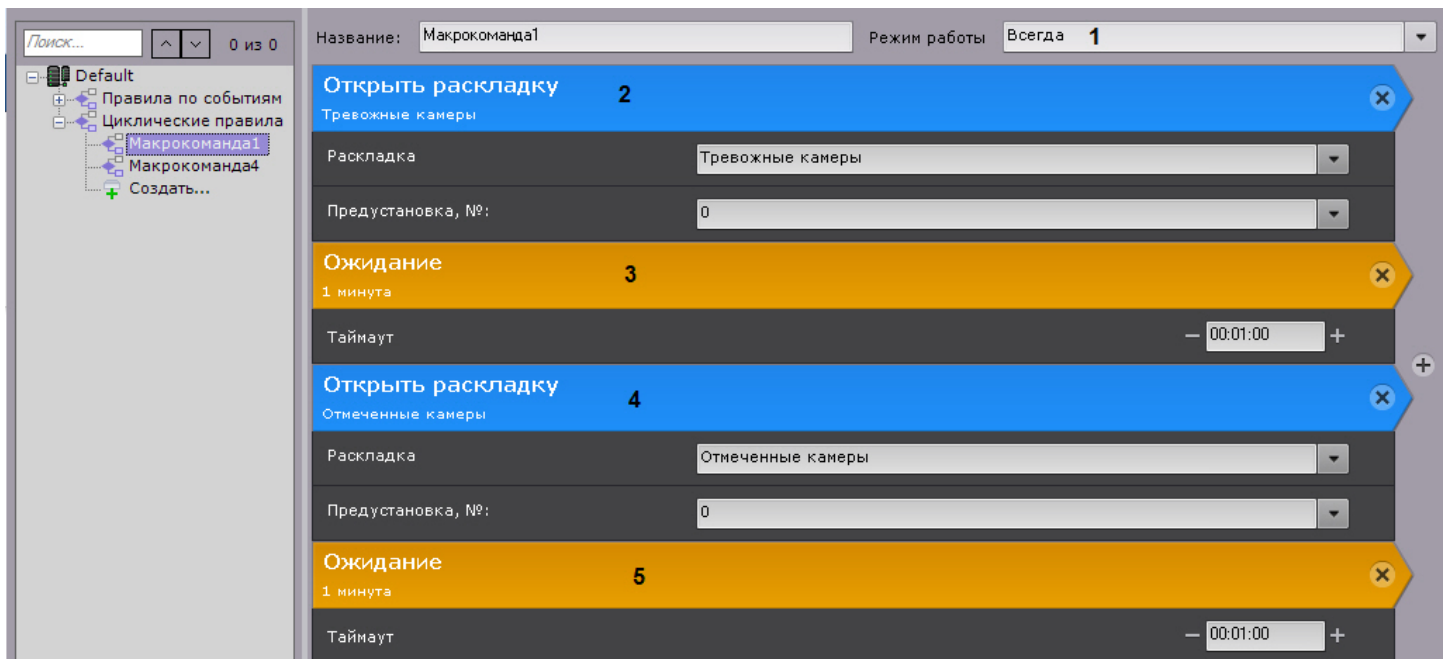 Поиск...
0 из 0
Default
Правила по событиям
Циклические правила
Макрокоманда1
Макрокоманда4
Создать...
Название: Макрокоманда1 Режим работы Всегда 1
Открыть раскладку 2
Тревожные камеры
Раскладка Тревожные камеры
Предустановка, №: 0
Ожидание 3
1 минута
Таймаут 00:01:00
Открыть раскладку 4
Отмеченные камеры
Раскладка Отмеченные камеры
Предустановка, №: 0
Ожидание 5
1 минута
Таймаут 00:01:00